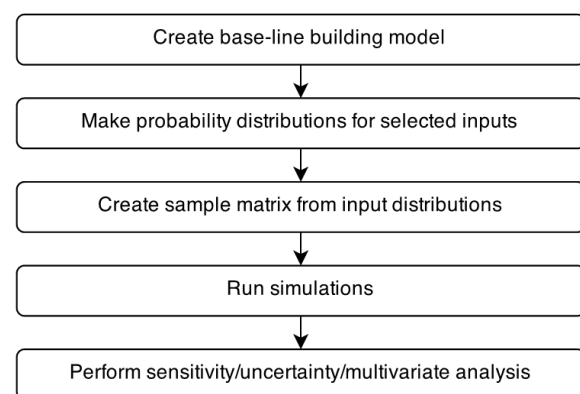 Create base-line building model
Make probability distributions for selected inputs
Create sample matrix from input distributions
Run simulations
Perform sensitivity/uncertainty/multivariate analysis